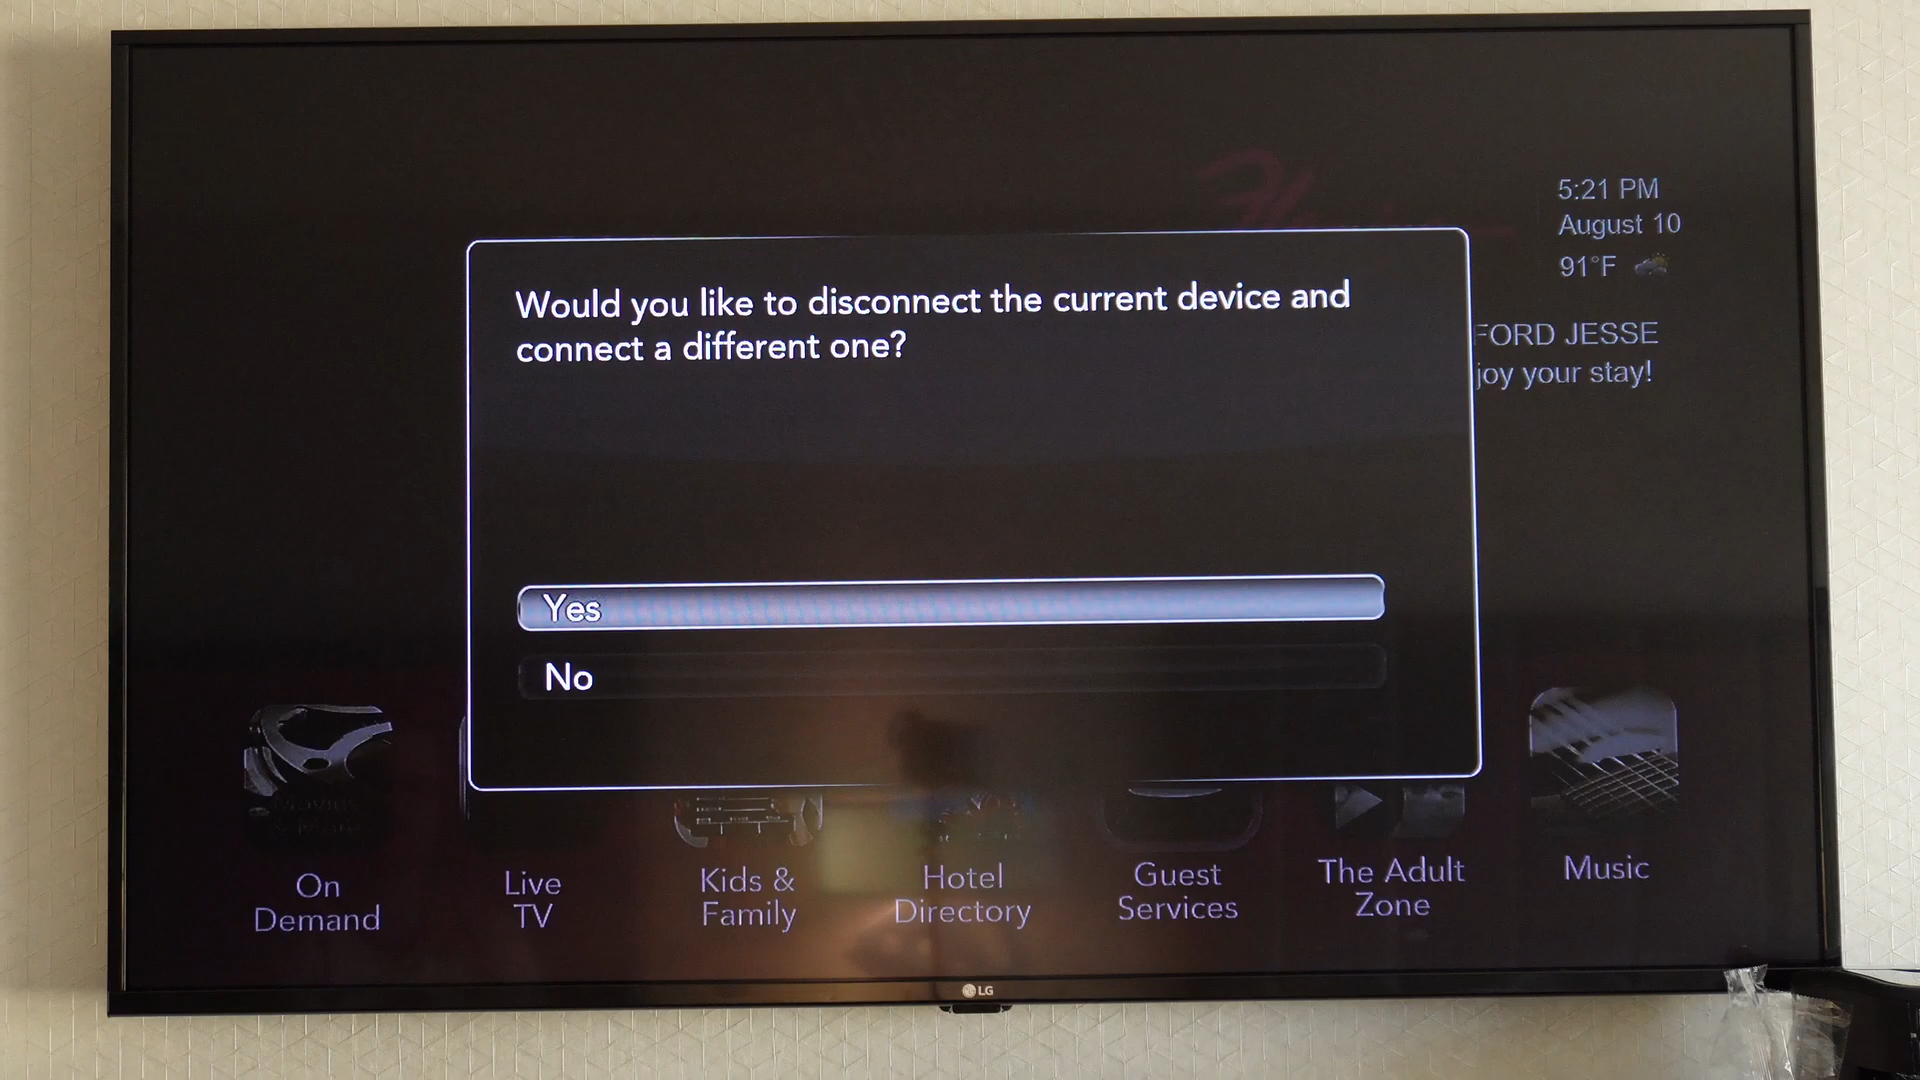 5:21 PM
August 10
91°F
FORD JESSE
joy your stay!
Would you like to disconnect the current device and
connect a different one?
Yes
No
On
Demand
Live
TV
Kids &
Family
Hotel
Directory
Guest
Services
The Adult
Zone
Music
LG